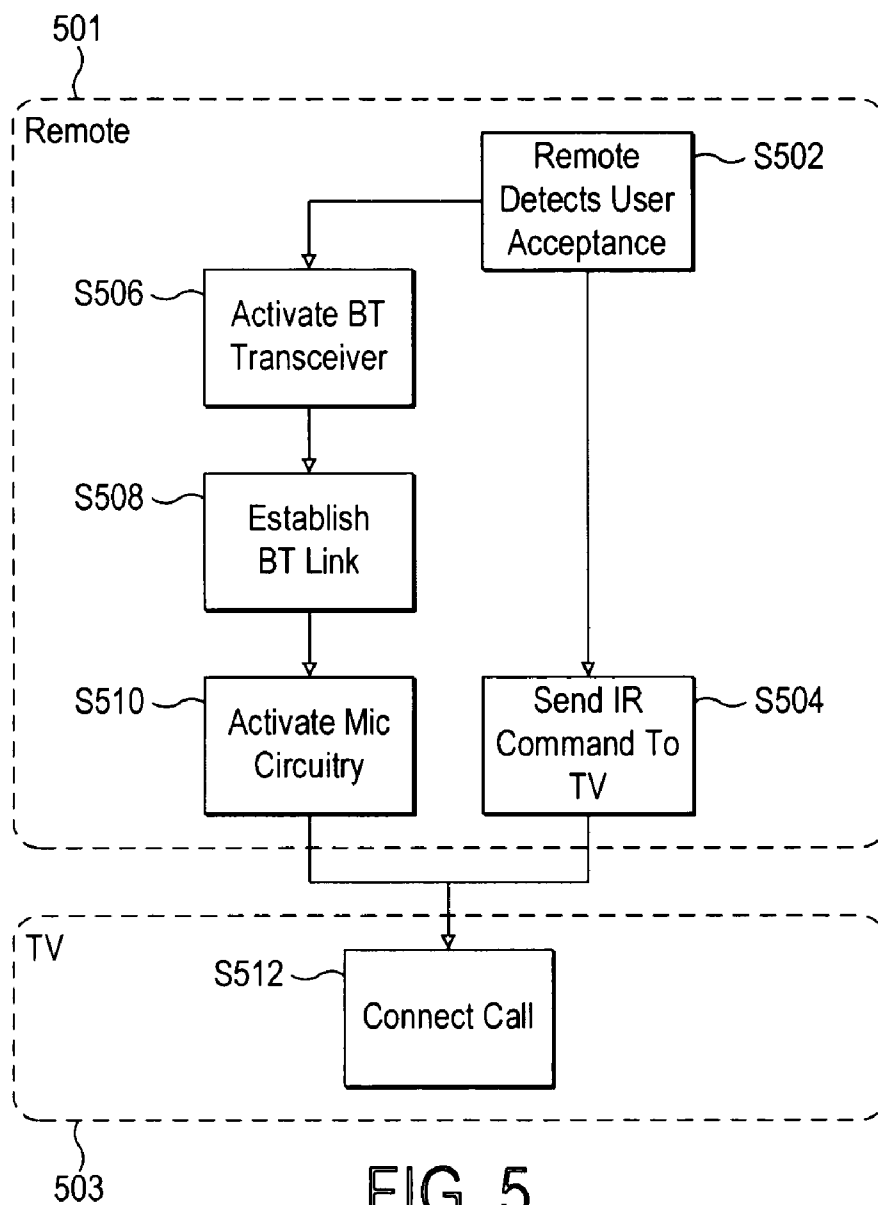 501
Remote
Remote
Detects User
Acceptance
S502
S506
Activate BT
Transceiver
S508
Establish
BT Link
S510
Activate Mic
Circuitry
Send IR
Command To
TV
S504
TV
S512
Connect Call
503
FIG. 5